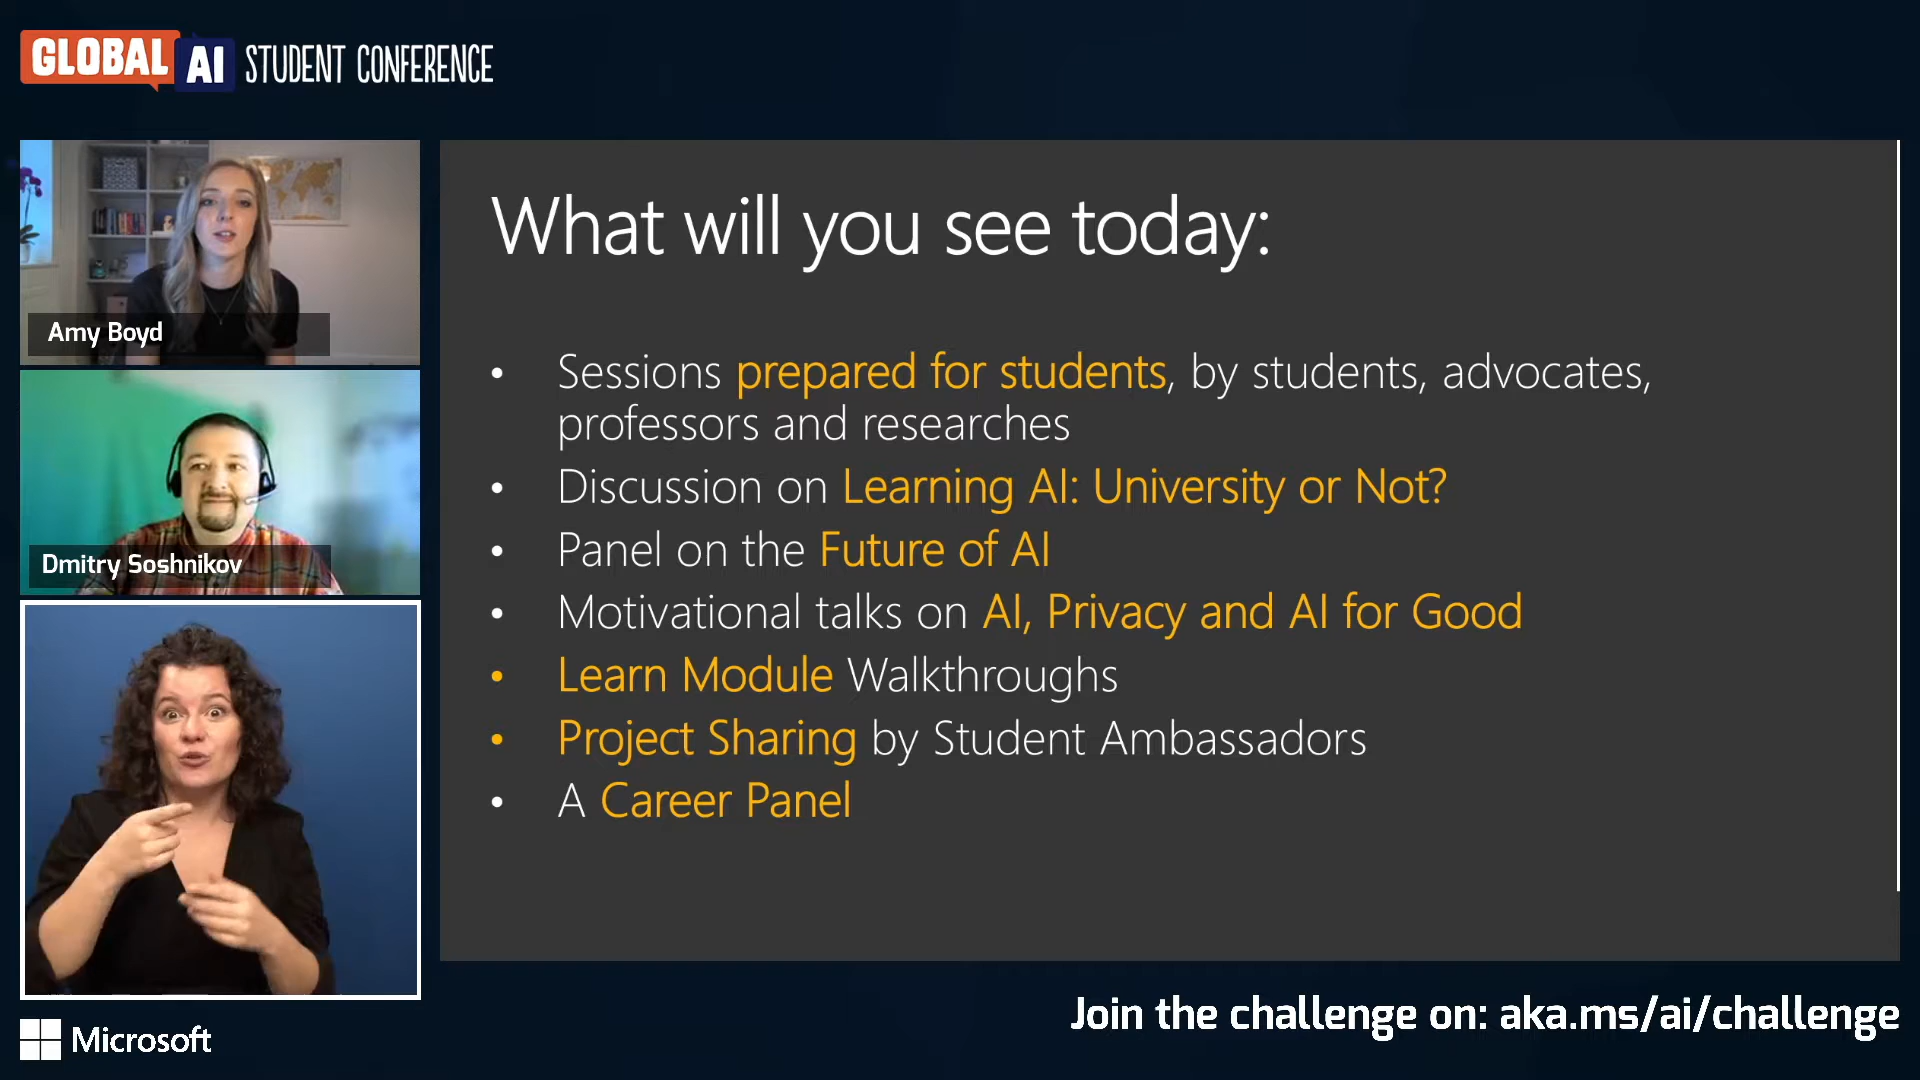 GLOBAL AI STUDENT CONFERENCE
Amy Boyd
Dmitry Soshnikov
What will you see today:
• Sessions prepared for students, by students, advocates,
professors and researches
• Discussion on Learning AI: University or Not?
• Panel on the Future of AI
• Motivational talks on AI, Privacy and AI for Good
• Learn Module Walkthroughs
• Project Sharing by Student Ambassadors
• A Career Panel
Join the challenge on: aka.ms/ai/challenge
Microsoft